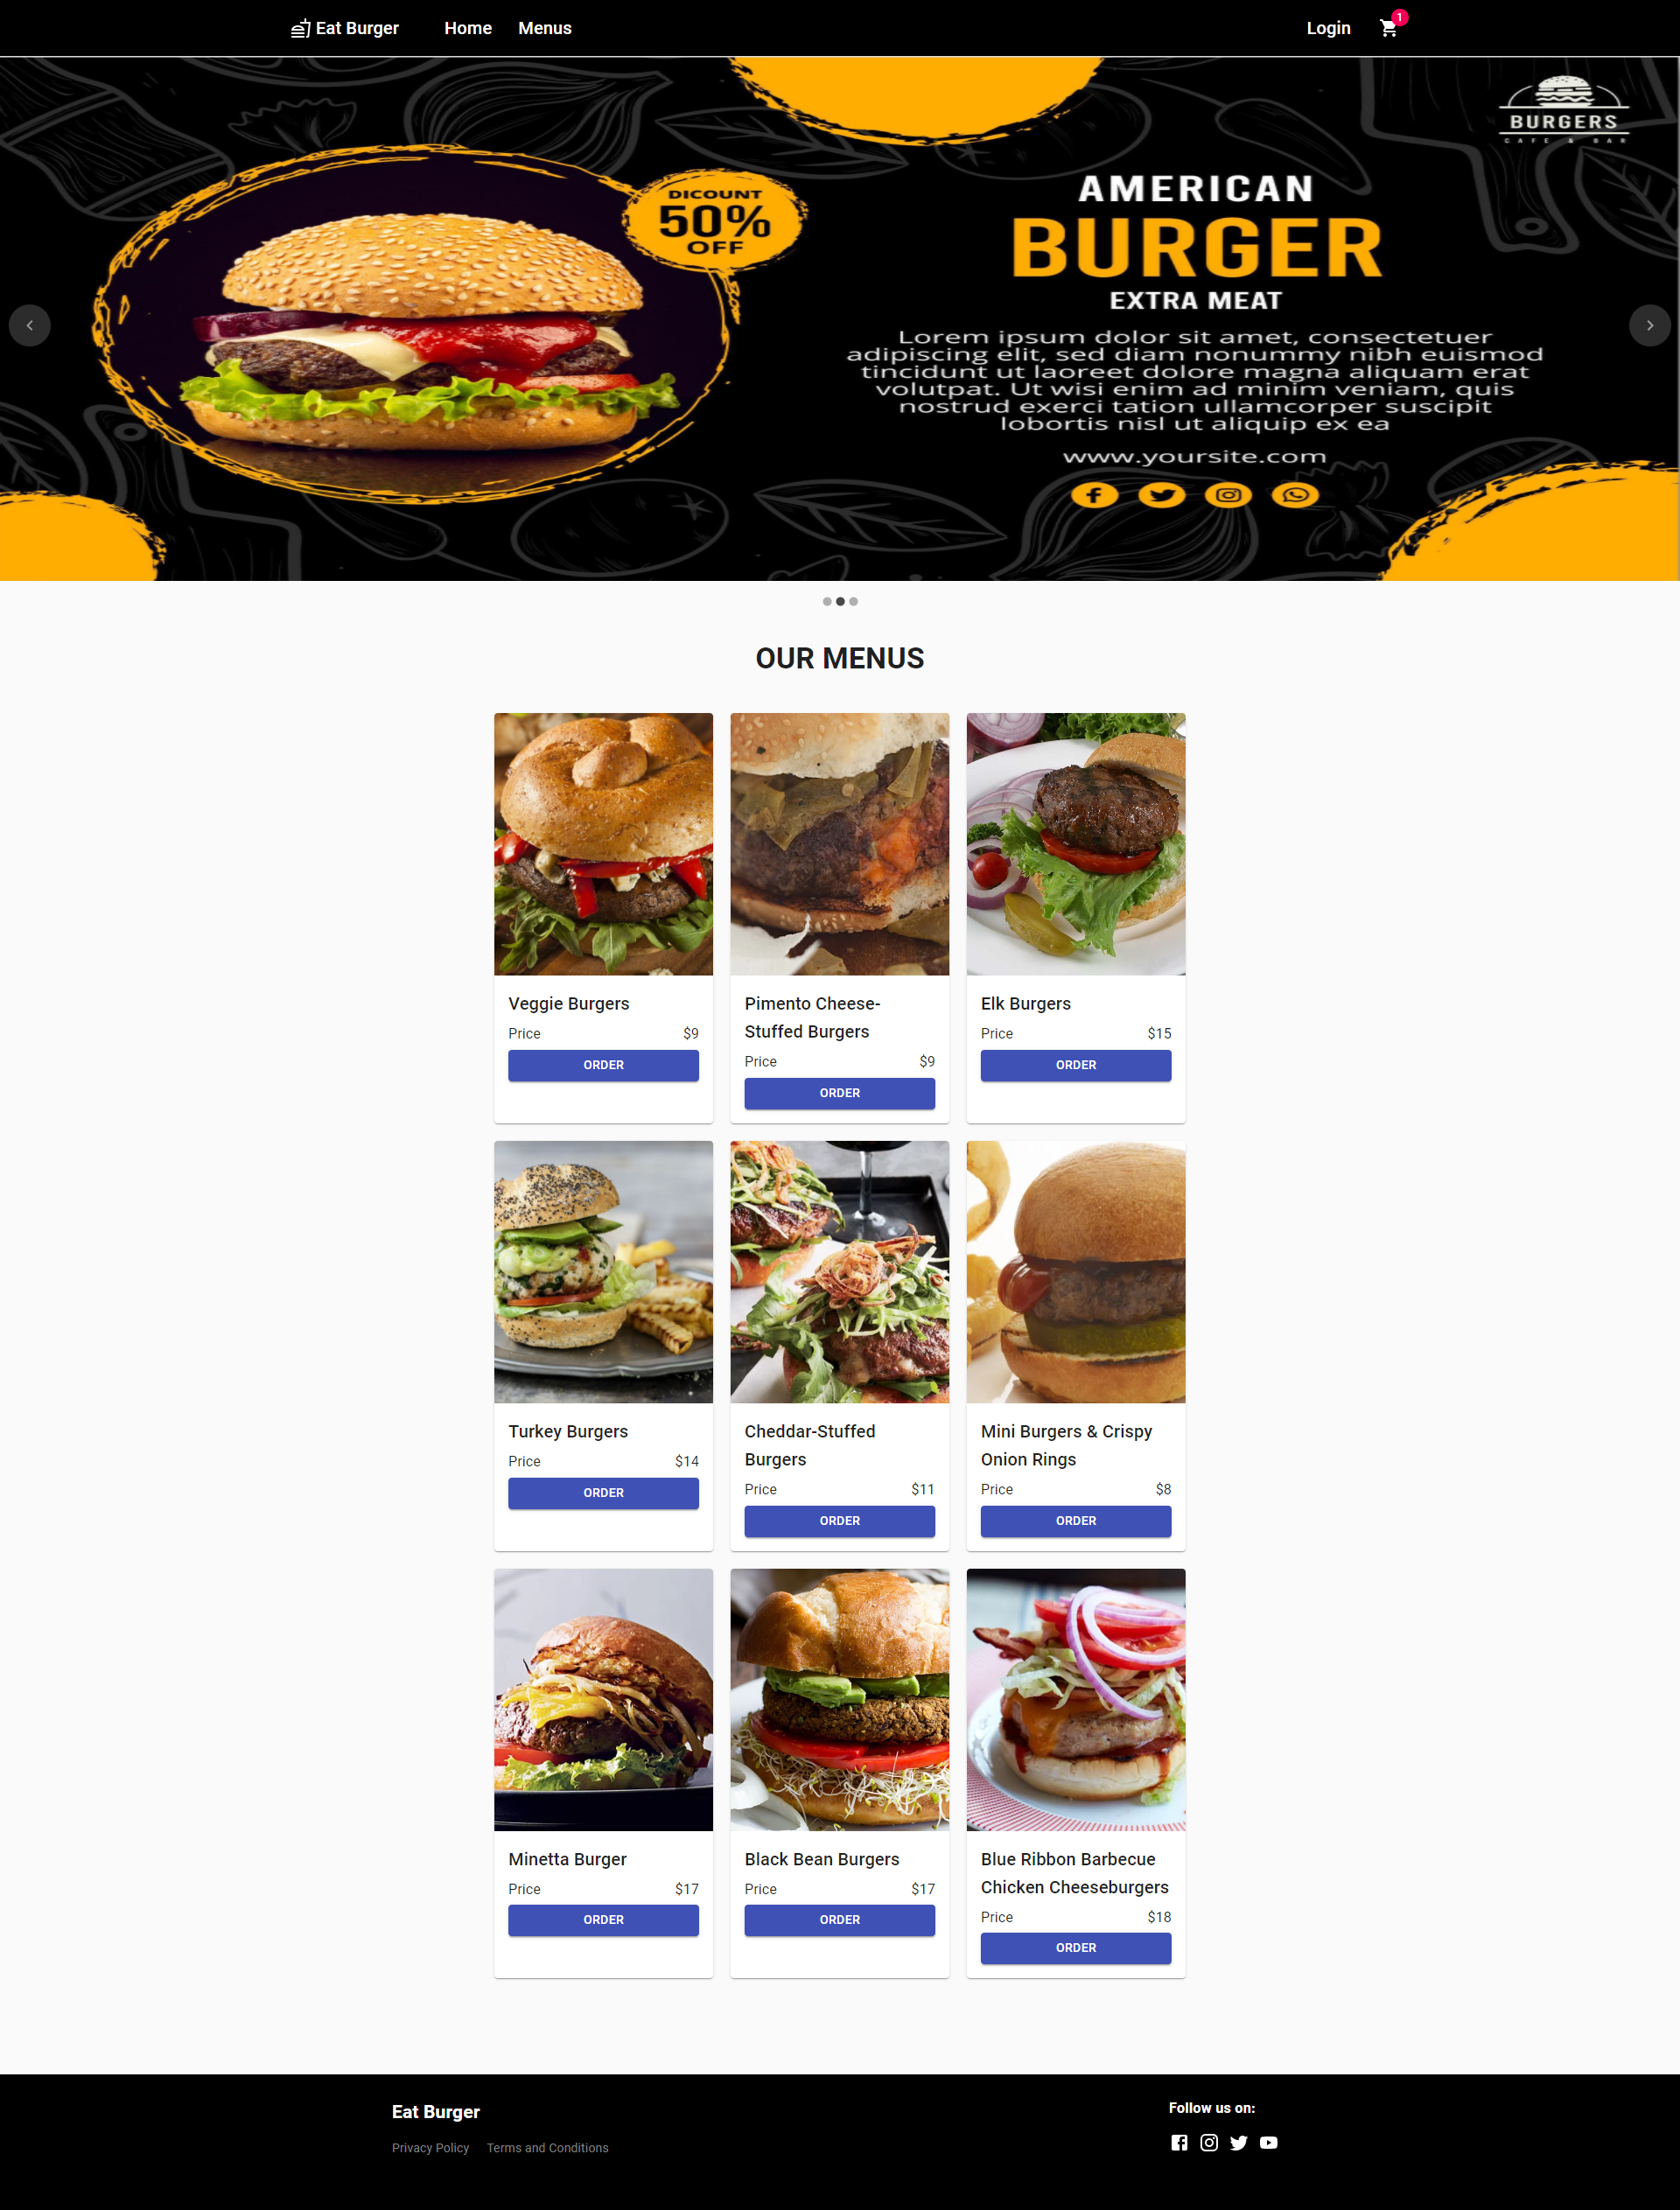 Eat Burger
Home
Menus
Login
1
BURGERS
CAFE & BAR
DICOUNT
50%
OFF
AMERICAN
BURGER
EXTRA MEAT
Lorem ipsum dolor sit amet, consectetuer
adipiscing elit, sed diam nonummy nibh euismod
tincidunt ut laoreet dolore magna aliquam erat
volutpat. Ut wisi enim ad minim veniam, quis
nostrud exerci tation ullamcorper suscipit
lobortis nisl ut aliquip ex ea
www.yoursite.com
OUR MENUS
Veggie Burgers
Price $9
ORDER
Pimento Cheese-
Stuffed Burgers
Price $9
ORDER
Elk Burgers
Price $15
ORDER
Turkey Burgers
Price $14
ORDER
Cheddar-Stuffed
Burgers
Price $11
ORDER
Mini Burgers & Crispy
Onion Rings
Price $8
ORDER
Minetta Burger
Price $17
ORDER
Black Bean Burgers
Price $17
ORDER
Blue Ribbon Barbecue
Chicken Cheeseburgers
Price $18
ORDER
Eat Burger
Privacy Policy
Terms and Conditions
Follow us on: